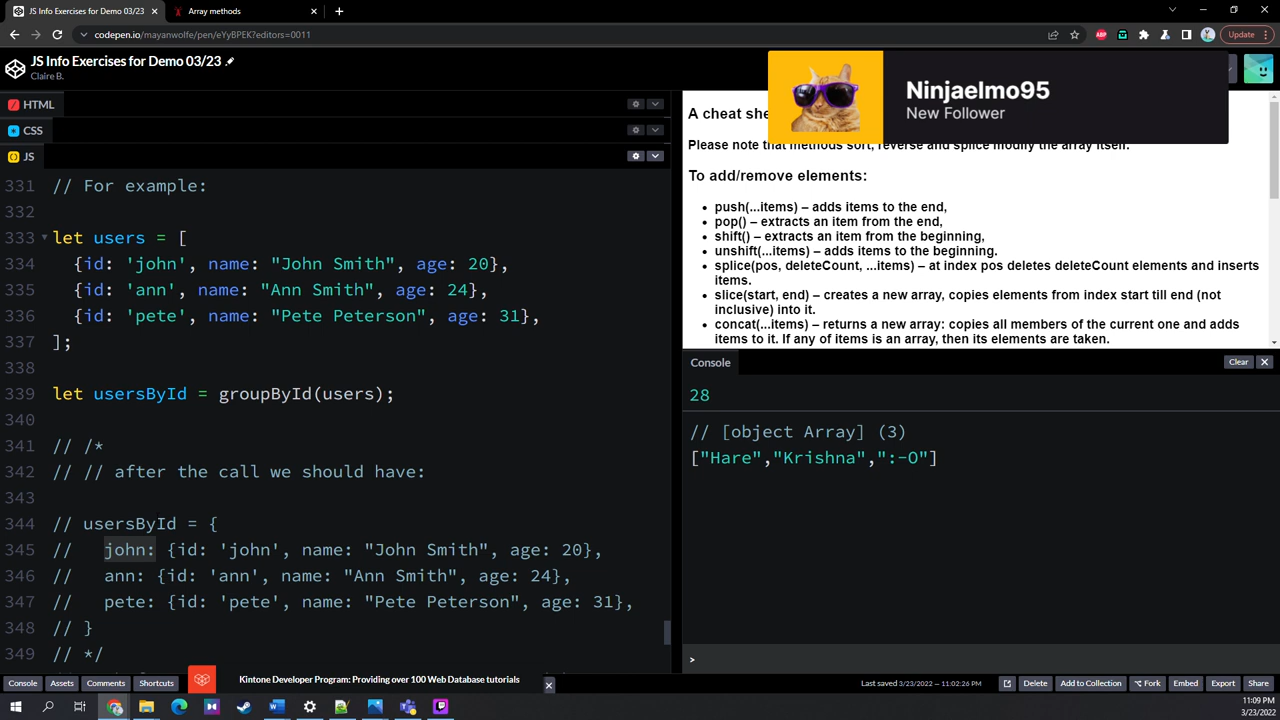 JS Info Exercises for Demo 03/23
Array methods
codepen.io/mayanwolfe/pen/eYyBPEK?editors=0011
Update
JS Info Exercises for Demo 03/23
Claire B.
Ninjaelmo95
New Follower
HTML
CSS
JS
331 // For example:
332
333 let users = [
334 {id: 'john', name: "John Smith", age: 20},
335 {id: 'ann', name: "Ann Smith", age: 24},
336 {id: 'pete', name: "Pete Peterson", age: 31},
337 ];
338
339 let usersById = groupById(users);
340
341 // /*
342 // // after the call we should have:
343
344 // usersById = {
345 // john: {id: 'john', name: "John Smith", age: 20},
346 // ann: {id: 'ann', name: "Ann Smith", age: 24},
347 // pete: {id: 'pete', name: "Pete Peterson", age: 31},
348 // }
349 // */
A cheat she
Please note that methods sort, reverse and splice modify the array itself.
To add/remove elements:
push(...items) – adds items to the end,
pop() – extracts an item from the end,
shift() – extracts an item from the beginning,
unshift(...items) – adds items to the beginning.
splice(pos, deleteCount, ...items) – at index pos deletes deleteCount elements and inserts
items.
slice(start, end) – creates a new array, copies elements from index start till end (not
inclusive) into it.
concat(...items) – returns a new array: copies all members of the current one and adds
items to it. If any of items is an array, then its elements are taken.
Console
Clear
28
// [object Array] (3)
["Hare","Krishna",":-O"]
>
Console
Assets
Comments
Shortcuts
Kintone Developer Program: Providing over 100 Web Database tutorials
Last saved 3/23/2022 — 11:02:26 PM
Delete
Add to Collection
Fork
Embed
Export
Share
11:09 PM
3/23/2022